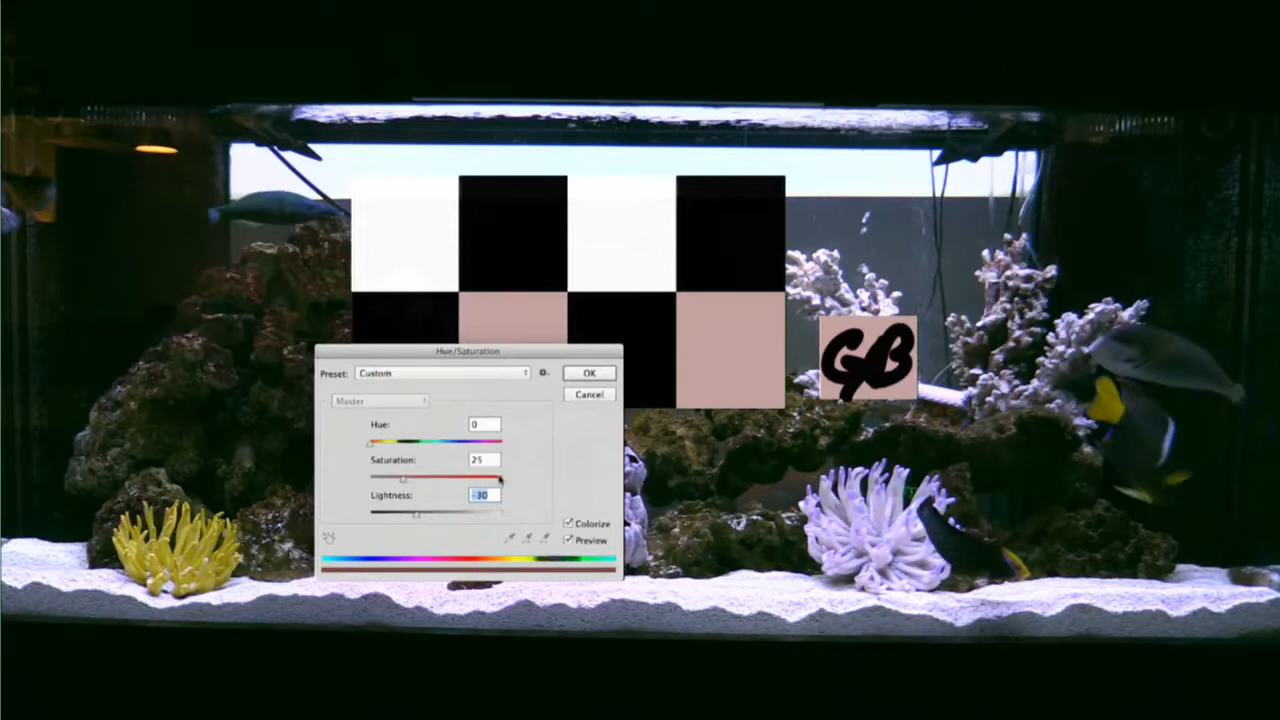 GB
Hue/Saturation
Preset: Custom
OK
Cancel
Master
Hue: 0
Saturation: 25
Lightness: -30
Colorize
Preview